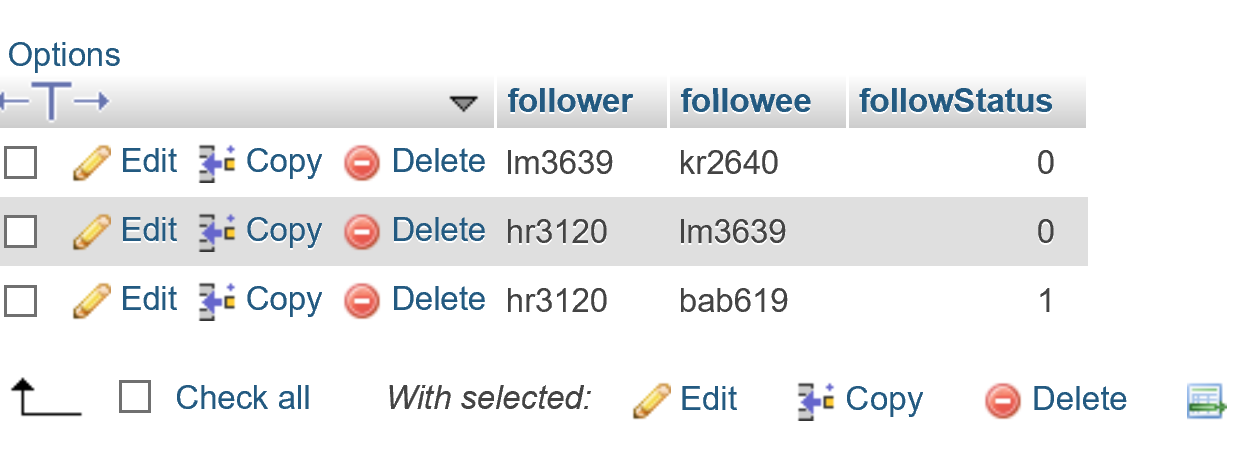 Options
follower followee followStatus
Edit Copy Delete lm3639 kr2640 0
Edit Copy Delete hr3120 lm3639 0
Edit Copy Delete hr3120 bab619 1
Check all With selected: Edit Copy Delete